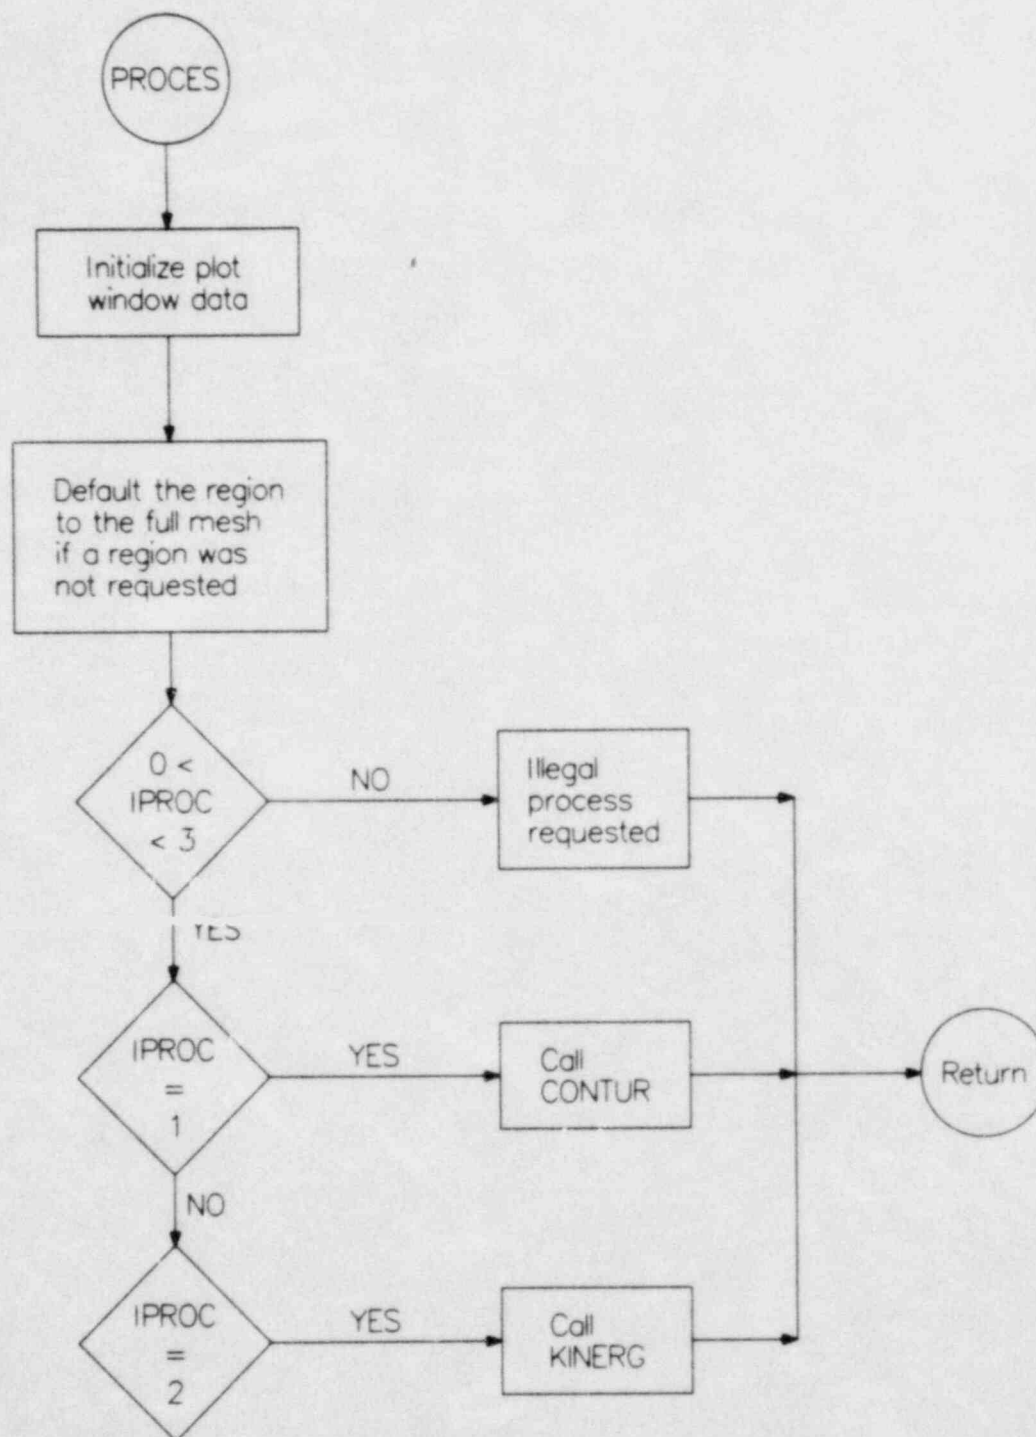 PROCES
Initialize plot
window data
Default the region
to the full mesh
if a region was
not requested
0 <
IPROC
< 3
NO
Illegal
process
requested
YES
IPROC
=
1
YES
Call
CONTUR
Return
NO
IPROC
=
2
YES
Call
KINERG